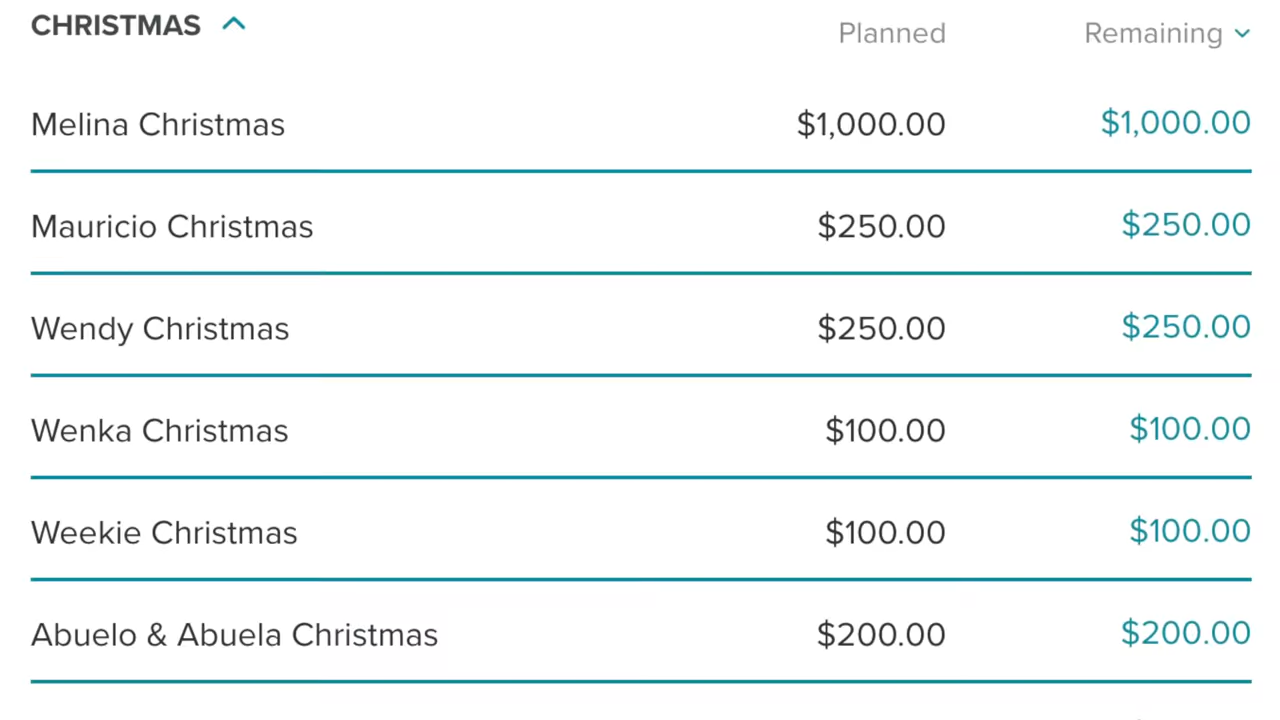 CHRISTMAS Planned Remaining
Melina Christmas $1,000.00 $1,000.00
Mauricio Christmas $250.00 $250.00
Wendy Christmas $250.00 $250.00
Wenka Christmas $100.00 $100.00
Weekie Christmas $100.00 $100.00
Abuelo & Abuela Christmas $200.00 $200.00